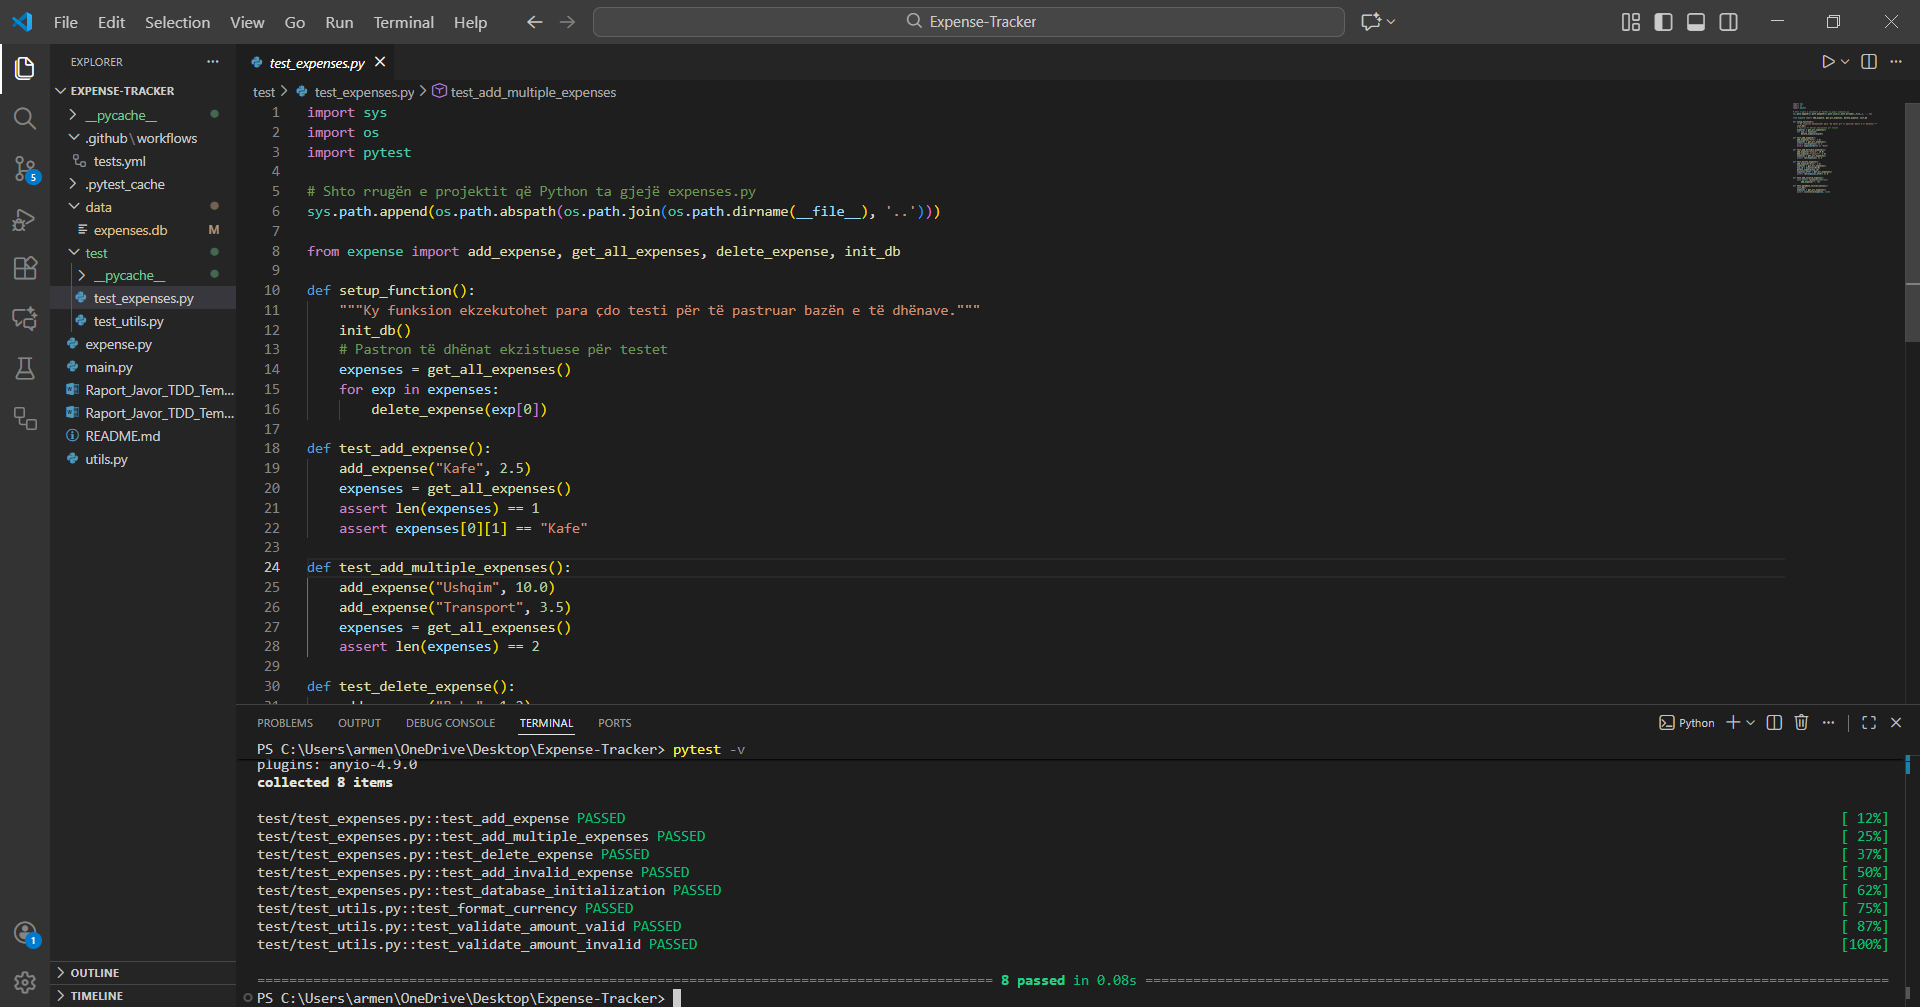 File Edit Selection View Go Run Terminal Help
Expense-Tracker
EXPLORER
EXPENSE-TRACKER
__pycache__
.github\workflows
tests.yml
.pytest_cache
data
expenses.db M
test
__pycache__
test_expenses.py
test_utils.py
expense.py
main.py
Raport_Javor_TDD_Tem...
Raport_Javor_TDD_Tem...
README.md
utils.py
OUTLINE
TIMELINE
5
1
test_expenses.py
test > test_expenses.py > test_add_multiple_expenses
1 import sys
2 import os
3 import pytest
4
5 # Shto rrugën e projektit që Python ta gjejë expenses.py
6 sys.path.append(os.path.abspath(os.path.join(os.path.dirname(__file__), '..')))
7
8 from expense import add_expense, get_all_expenses, delete_expense, init_db
9
10 def setup_function():
11 """Ky funksion ekzekutohet para çdo testi për të pastruar bazën e të dhënave."""
12 init_db()
13 # Pastron të dhënat ekzistuese për testet
14 expenses = get_all_expenses()
15 for exp in expenses:
16 delete_expense(exp[0])
17
18 def test_add_expense():
19 add_expense("Kafe", 2.5)
20 expenses = get_all_expenses()
21 assert len(expenses) == 1
22 assert expenses[0][1] == "Kafe"
23
24 def test_add_multiple_expenses():
25 add_expense("Ushqim", 10.0)
26 add_expense("Transport", 3.5)
27 expenses = get_all_expenses()
28 assert len(expenses) == 2
29
30 def test_delete_expense():
PROBLEMS OUTPUT DEBUG CONSOLE TERMINAL PORTS
Python
PS C:\Users\armen\OneDrive\Desktop\Expense-Tracker> pytest -v
plugins: anyio-4.9.0
collected 8 items
test/test_expenses.py::test_add_expense PASSED [ 12%]
test/test_expenses.py::test_add_multiple_expenses PASSED [ 25%]
test/test_expenses.py::test_delete_expense PASSED [ 37%]
test/test_expenses.py::test_add_invalid_expense PASSED [ 50%]
test/test_expenses.py::test_database_initialization PASSED [ 62%]
test/test_utils.py::test_format_currency PASSED [ 75%]
test/test_utils.py::test_validate_amount_valid PASSED [ 87%]
test/test_utils.py::test_validate_amount_invalid PASSED [100%]
8 passed in 0.08s
PS C:\Users\armen\OneDrive\Desktop\Expense-Tracker>